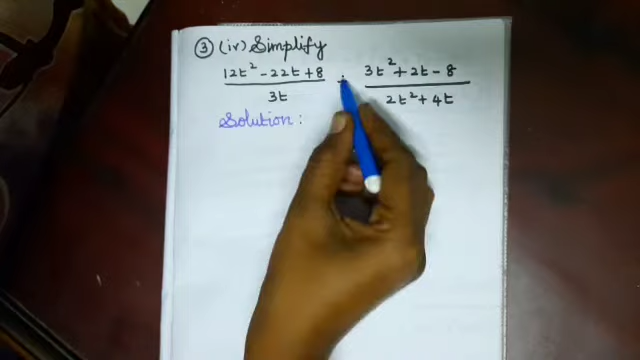 ③ (iv) Simplify
12t² - 22t + 8 / 3t ÷ 3t² + 2t - 8 / 2t² + 4t
Solution :